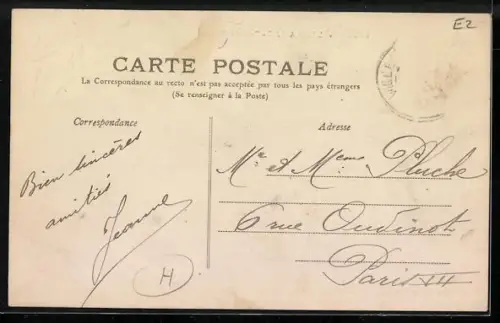 E2
CARTE POSTALE
La Correspondance au recto n'est pas acceptée par tous les pays étrangers
(Se renseigner à la Poste)
Correspondance
Adresse
Bien sincères
amitiés
Jeanne
H
Mr et Mme Pluche
6 rue Oudinot
Paris